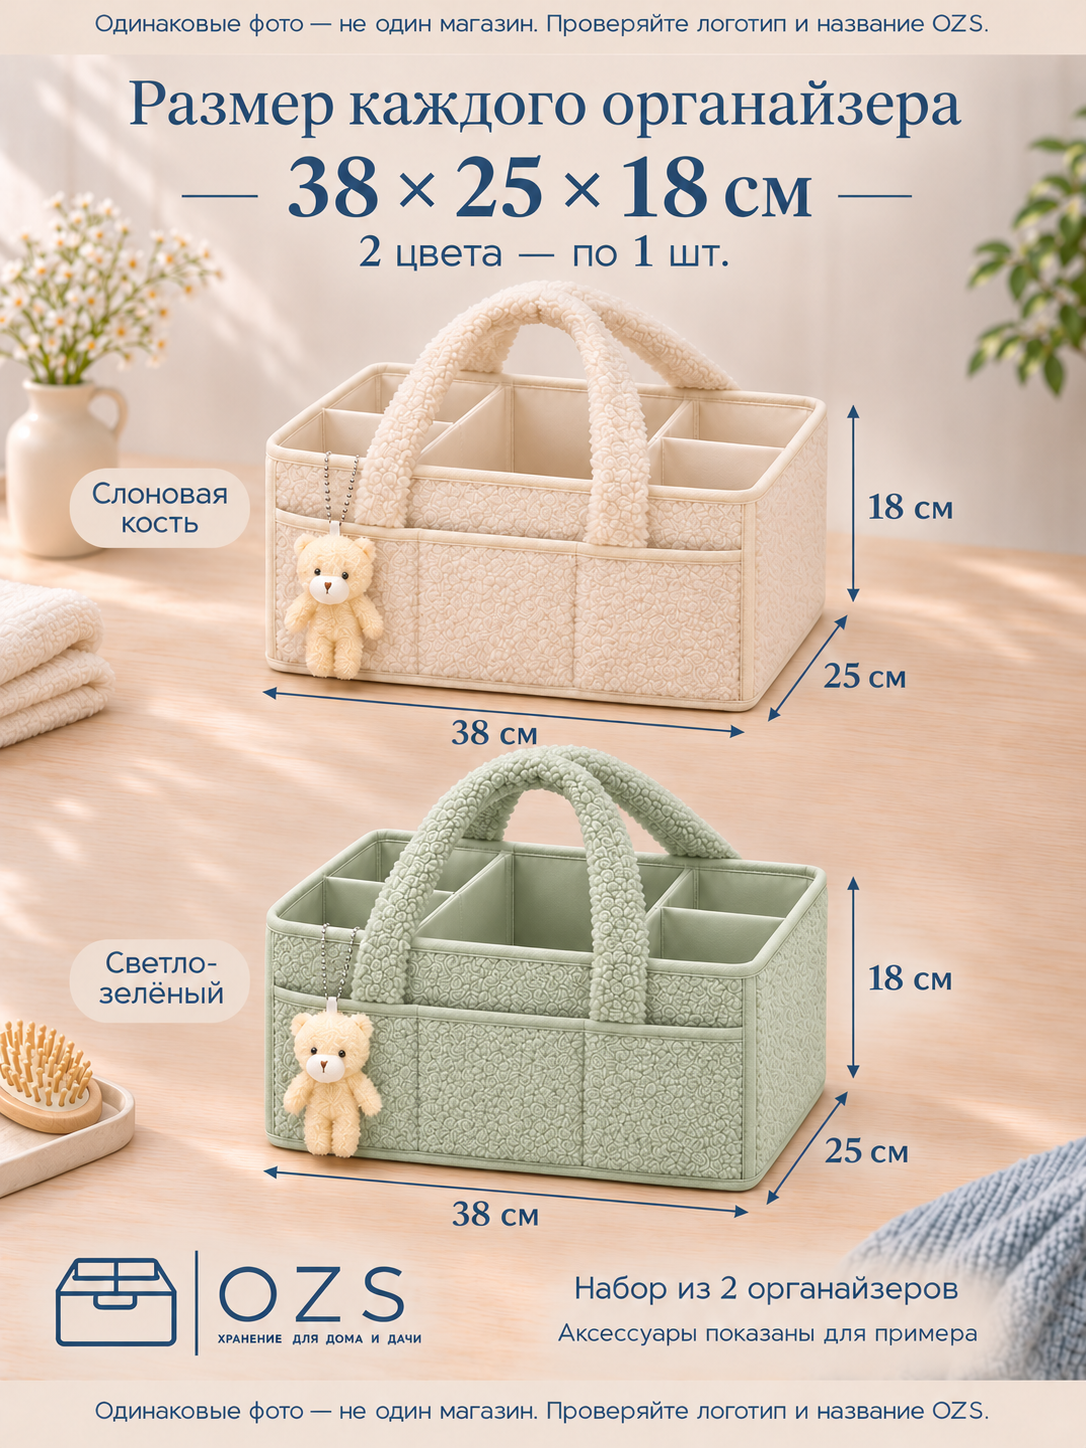 Одинаковые фото — не один магазин. Проверяйте логотип и название OZS.
Размер каждого органайзера
38 × 25 × 18 см
2 цвета — по 1 шт.
Слоновая
кость
18 см
25 см
38 см
Светло-
зелёный
18 см
25 см
38 см
OZS
ХРАНЕНИЕ ДЛЯ ДОМА И ДАЧИ
Набор из 2 органайзеров
Аксессуары показаны для примера
Одинаковые фото — не один магазин. Проверяйте логотип и название OZS.